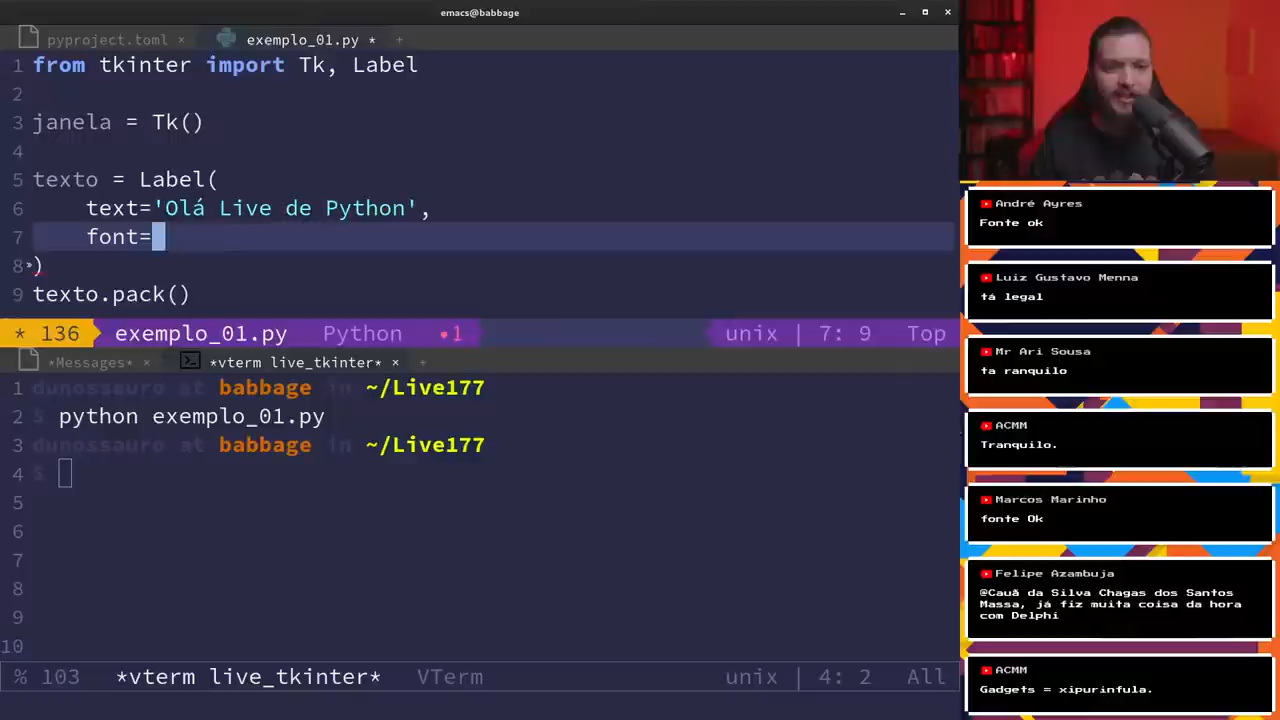 emacs@babbage
pyproject.toml × exemplo_01.py * +
1 from tkinter import Tk, Label
2
3 janela = Tk()
4
5 texto = Label(
6 text='Olá Live de Python',
7 font=
8 )
9 texto.pack()
* 136 exemplo_01.py Python •1 unix | 7: 9 Top
*Messages* × *vterm live_tkinter* × +
1 dunossauro at babbage in ~/Live177
2 $ python exemplo_01.py
3 dunossauro at babbage in ~/Live177
4 $
5
6
7
8
9
10
% 103 *vterm live_tkinter* VTerm unix | 4: 2 All
André Ayres
Fonte ok
Luiz Gustavo Menna
tá legal
Mr Ari Sousa
ta ranquilo
ACMM
Tranquilo.
Marcos Marinho
fonte Ok
Felipe Azambuja
@Cauã da Silva Chagas dos Santos
Massa, já fiz muita coisa da hora
com Delphi
ACMM
Gadgets = xipurinfula.